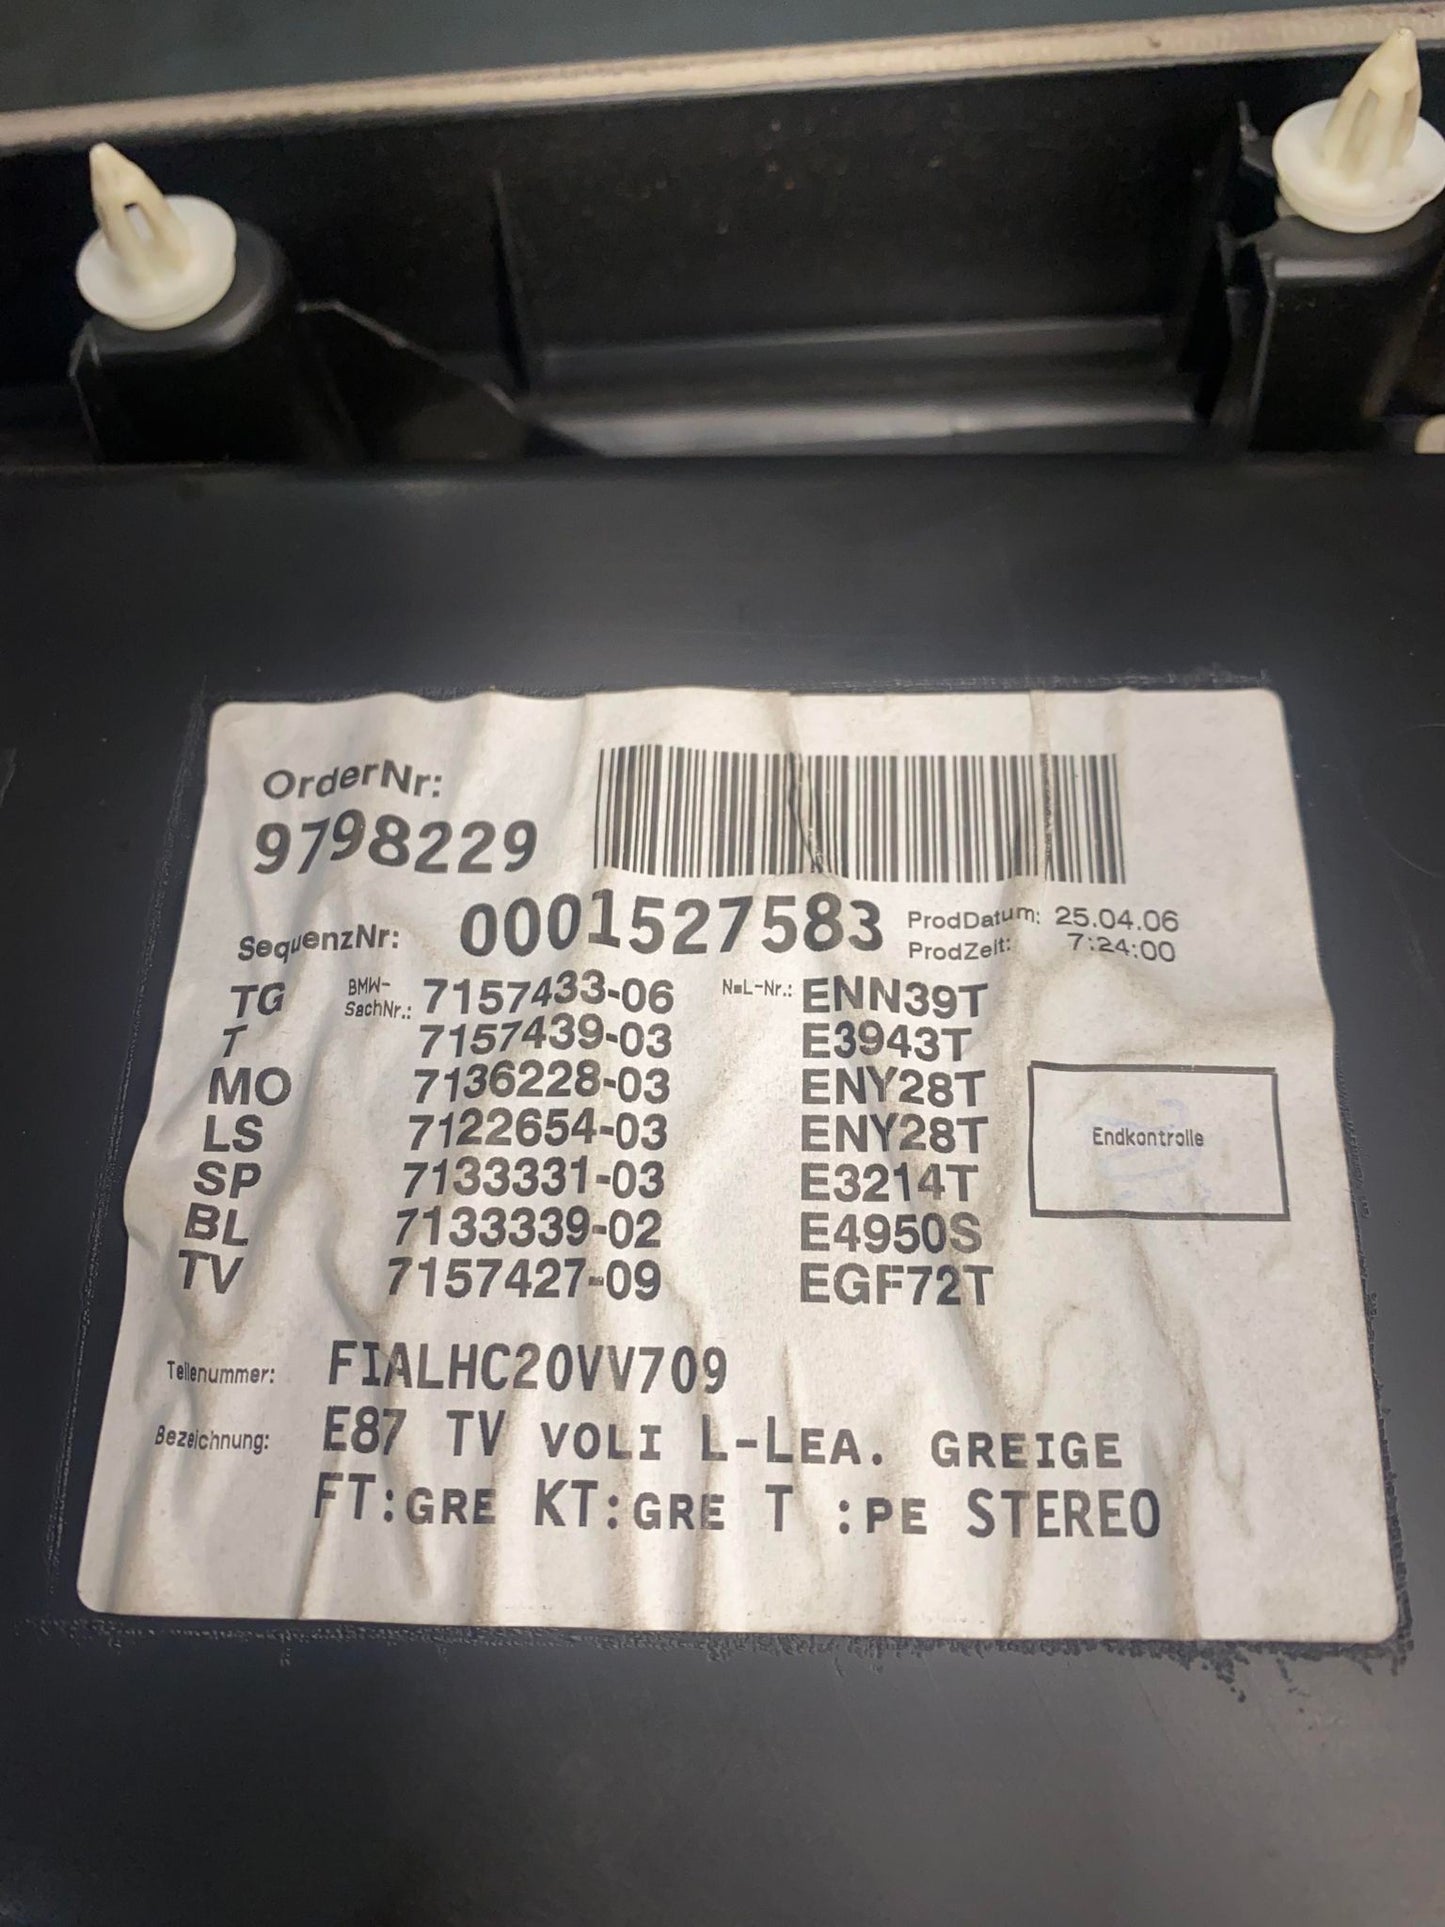 OrderNr:
9798229
SequenzNr: 0001527583 ProdDatum: 25.04.06
ProdZeit: 7:24:00
TG BMW-SachNr.: 7157433-06 N▪L-Nr.: ENN39T
T 7157439-03 E3943T
MO 7136228-03 ENY28T
LS 7122654-03 ENY28T
Endkontrolle
SP 7133331-03 E3214T
BL 7133339-02 E4950S
TV 7157427-09 EGF72T
Teilenummer: FIALHC20VV709
Bezeichnung: E87 TV VOLI L-LEA. GREIGE
FT:GRE KT:GRE T :PE STEREO